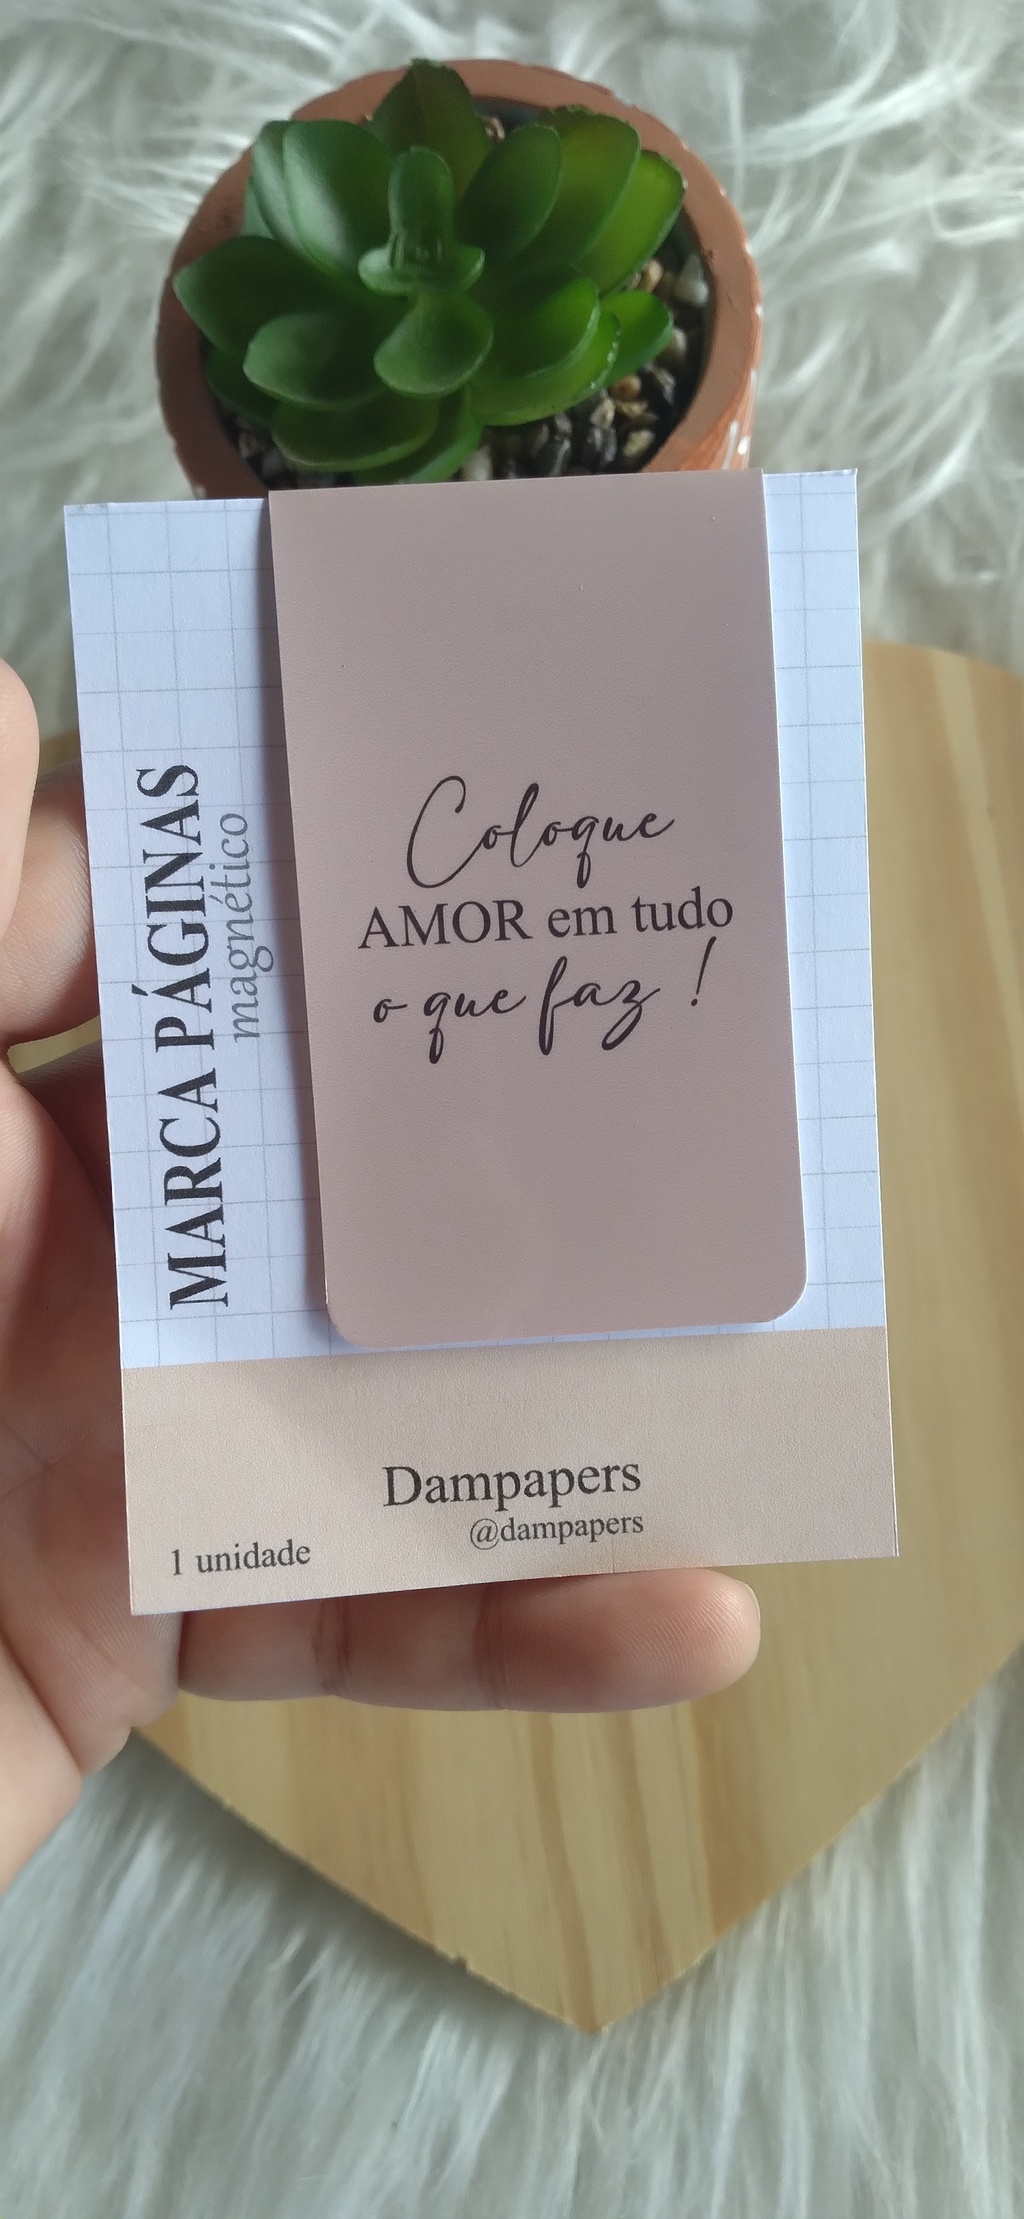 MARCA PÁGINAS
magnético
Coloque
AMOR em tudo
o que faz !
Dampapers
@dampapers
1 unidade